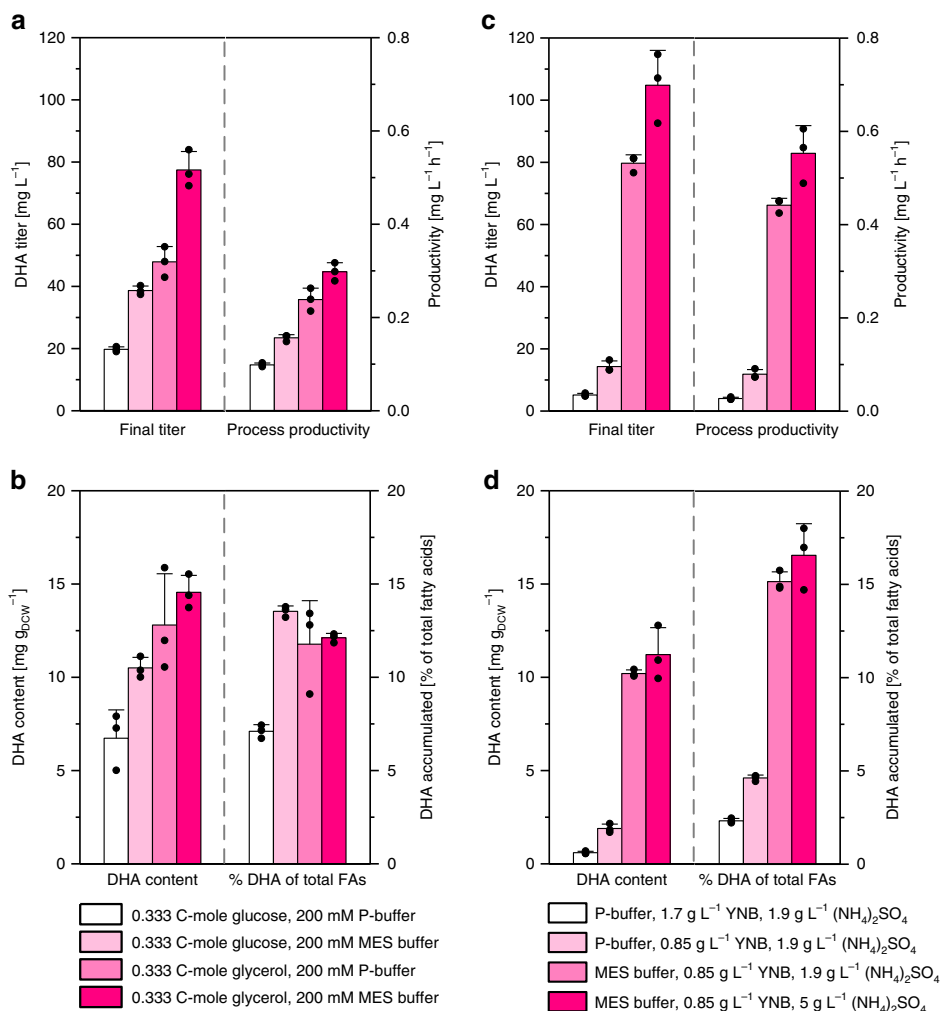 a
120
100
80
60
40
20
0
DHA titer [mg L⁻¹]
0.8
0.6
0.4
0.2
0.0
Productivity [mg L⁻¹ h⁻¹]
Final titer
Process productivity
c
120
100
80
60
40
20
0
DHA titer [mg L⁻¹]
0.8
0.6
0.4
0.2
0.0
Productivity [mg L⁻¹ h⁻¹]
Final titer
Process productivity
b
20
15
10
5
0
DHA content [mg g_DCW⁻¹]
20
15
10
5
0
DHA accumulated [% of total fatty acids]
DHA content
% DHA of total FAs
d
20
15
10
5
0
DHA content [mg g_DCW⁻¹]
20
15
10
5
0
DHA accumulated [% of total fatty acids]
DHA content
% DHA of total FAs
0.333 C-mole glucose, 200 mM P-buffer
0.333 C-mole glucose, 200 mM MES buffer
0.333 C-mole glycerol, 200 mM P-buffer
0.333 C-mole glycerol, 200 mM MES buffer
P-buffer, 1.7 g L⁻¹ YNB, 1.9 g L⁻¹ (NH₄)₂SO₄
P-buffer, 0.85 g L⁻¹ YNB, 1.9 g L⁻¹ (NH₄)₂SO₄
MES buffer, 0.85 g L⁻¹ YNB, 1.9 g L⁻¹ (NH₄)₂SO₄
MES buffer, 0.85 g L⁻¹ YNB, 5 g L⁻¹ (NH₄)₂SO₄